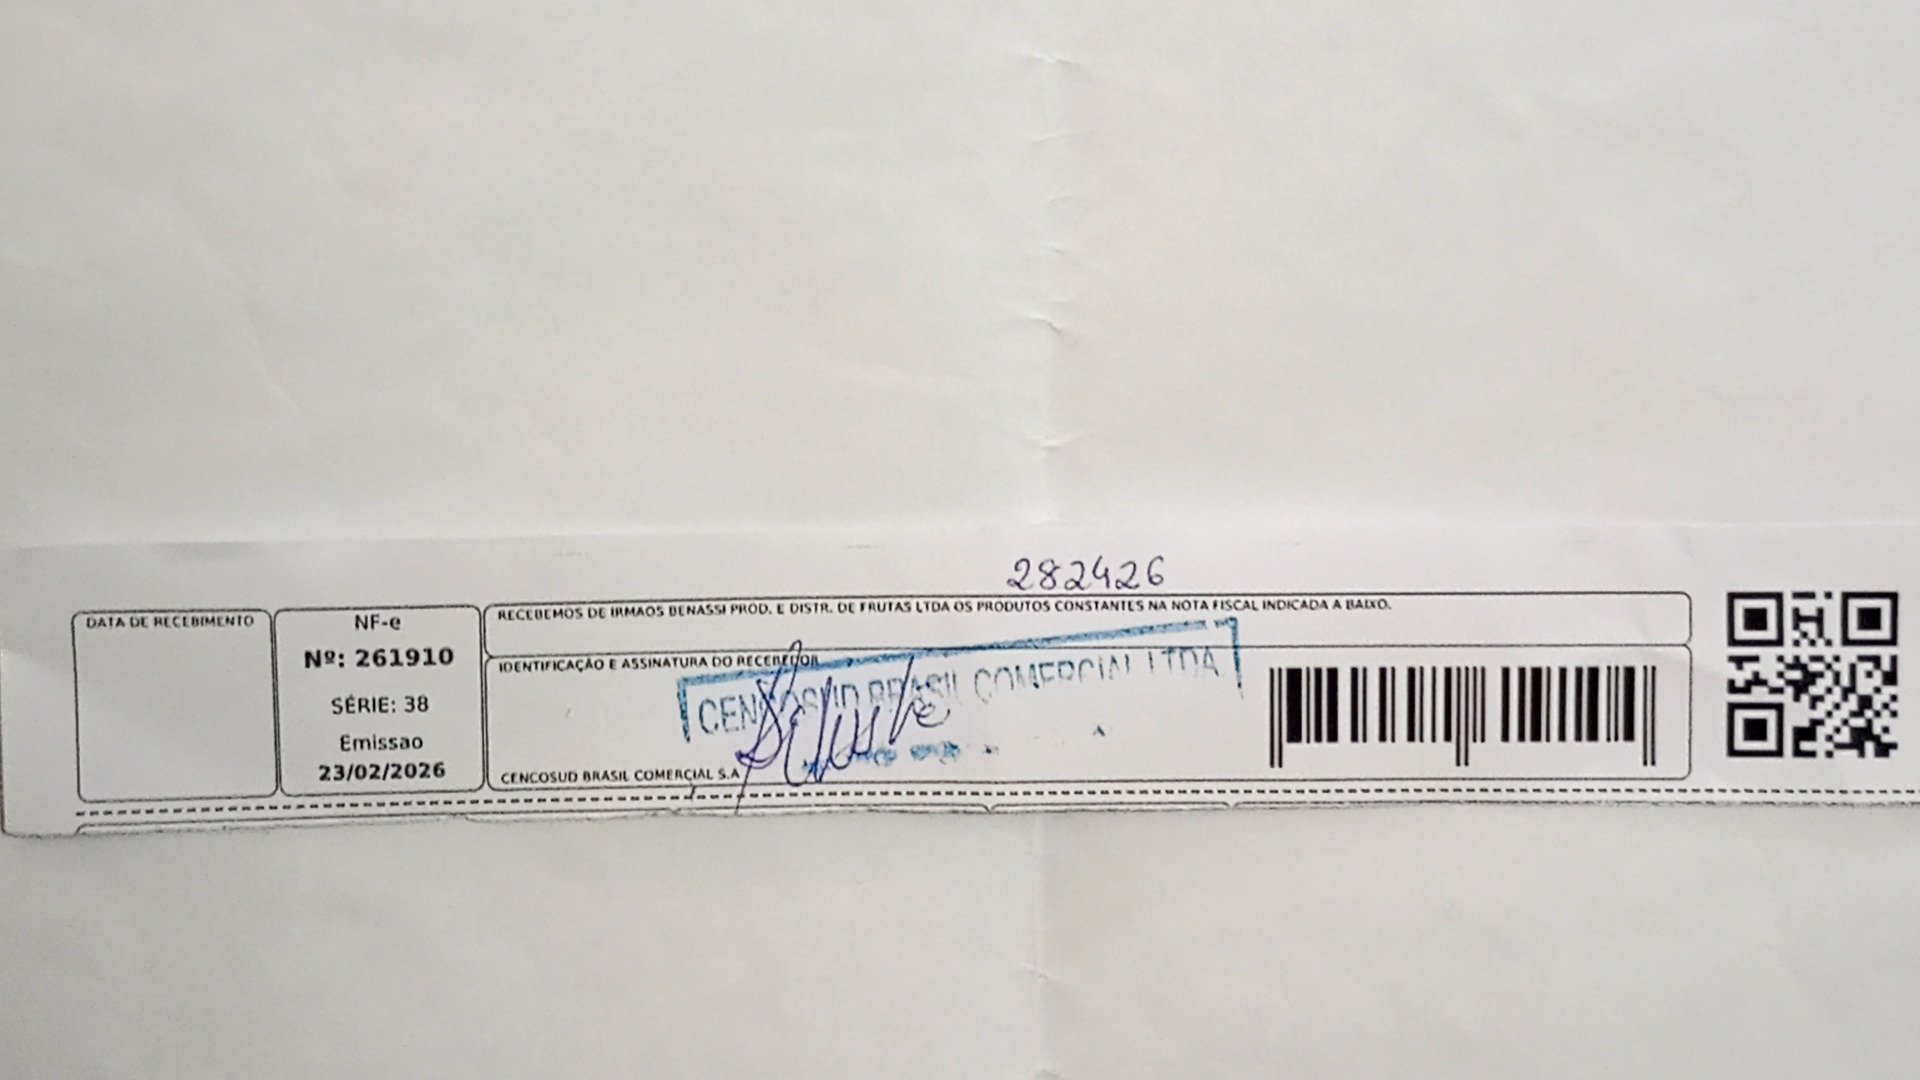 282426
DATA DE RECEBIMENTO
NF-e
Nº: 261910
SÉRIE: 38
Emissao
23/02/2026
RECEBEMOS DE IRMAOS BENASSI PROD. E DISTR. DE FRUTAS LTDA OS PRODUTOS CONSTANTES NA NOTA FISCAL INDICADA A BAIXO.
IDENTIFICAÇÃO E ASSINATURA DO RECEBEDOR
CENCOSUD BRASIL COMERCIAL LTDA
CENCOSUD BRASIL COMERCIAL S.A